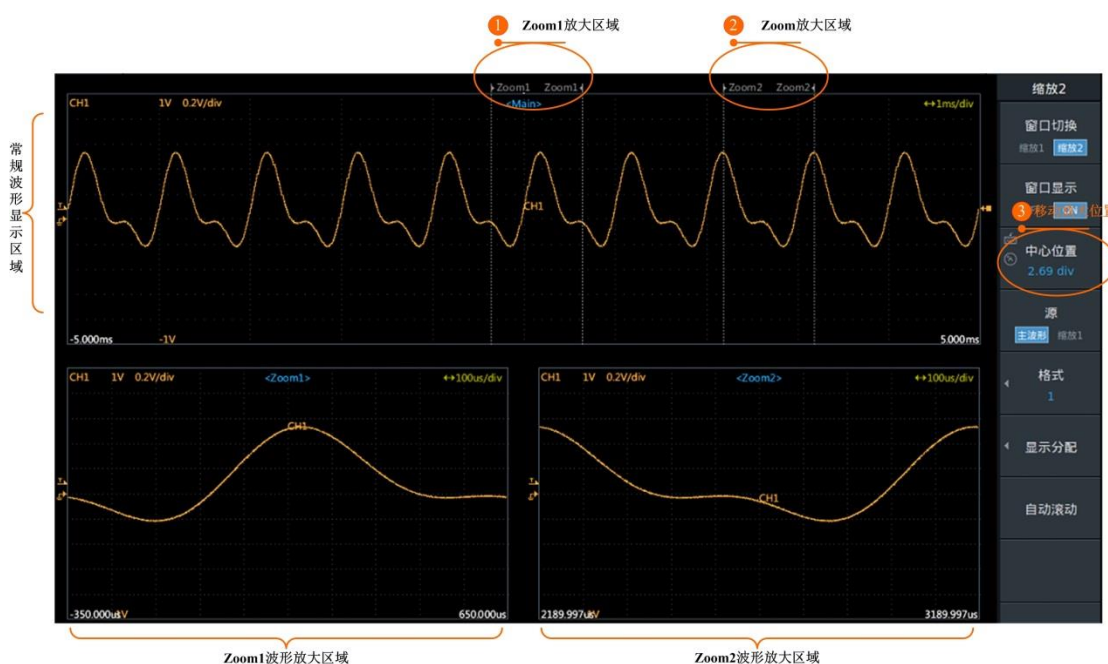 1 Zoom1放大区域
2 Zoom放大区域
Zoom1 Zoom1
Zoom2 Zoom2
CH1 1V 0.2V/div
<Main>
1ms/div
常规波形显示区域
CH1
-5.000ms
-1V
5.000ms
CH1 1V 0.2V/div
<Zoom1>
100us/div
CH1
-350.000us
650.000us
CH1 1V 0.2V/div
<Zoom2>
100us/div
CH1
2189.997us
3189.997us
Zoom1波形放大区域
Zoom2波形放大区域
缩放2
窗口切换
缩放1 缩放2
窗口显示
ON
3
移动
位置
中心位置
2.69 div
源
主波形 缩放1
格式
1
显示分配
自动滚动